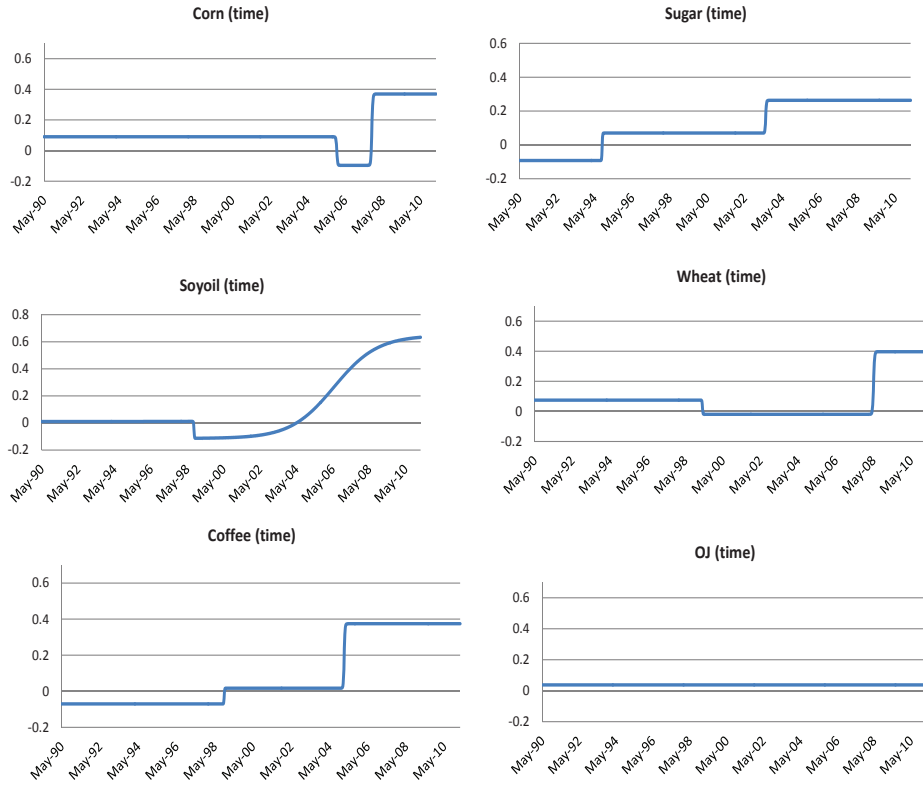 Corn (time)
0.6
0.4
0.2
0
-0.2
May-90 May-92 May-94 May-96 May-98 May-00 May-02 May-04 May-06 May-08 May-10
Sugar (time)
0.6
0.4
0.2
0
-0.2
May-90 May-92 May-94 May-96 May-98 May-00 May-02 May-04 May-06 May-08 May-10
Soyoil (time)
0.8
0.6
0.4
0.2
0
-0.2
May-90 May-92 May-94 May-96 May-98 May-00 May-02 May-04 May-06 May-08 May-10
Wheat (time)
0.6
0.4
0.2
0
-0.2
May-90 May-92 May-94 May-96 May-98 May-00 May-02 May-04 May-06 May-08 May-10
Coffee (time)
0.6
0.4
0.2
0
-0.2
May-90 May-92 May-94 May-96 May-98 May-00 May-02 May-04 May-06 May-08 May-10
OJ (time)
0.6
0.4
0.2
0
-0.2
May-90 May-92 May-94 May-96 May-98 May-00 May-02 May-04 May-06 May-08 May-10